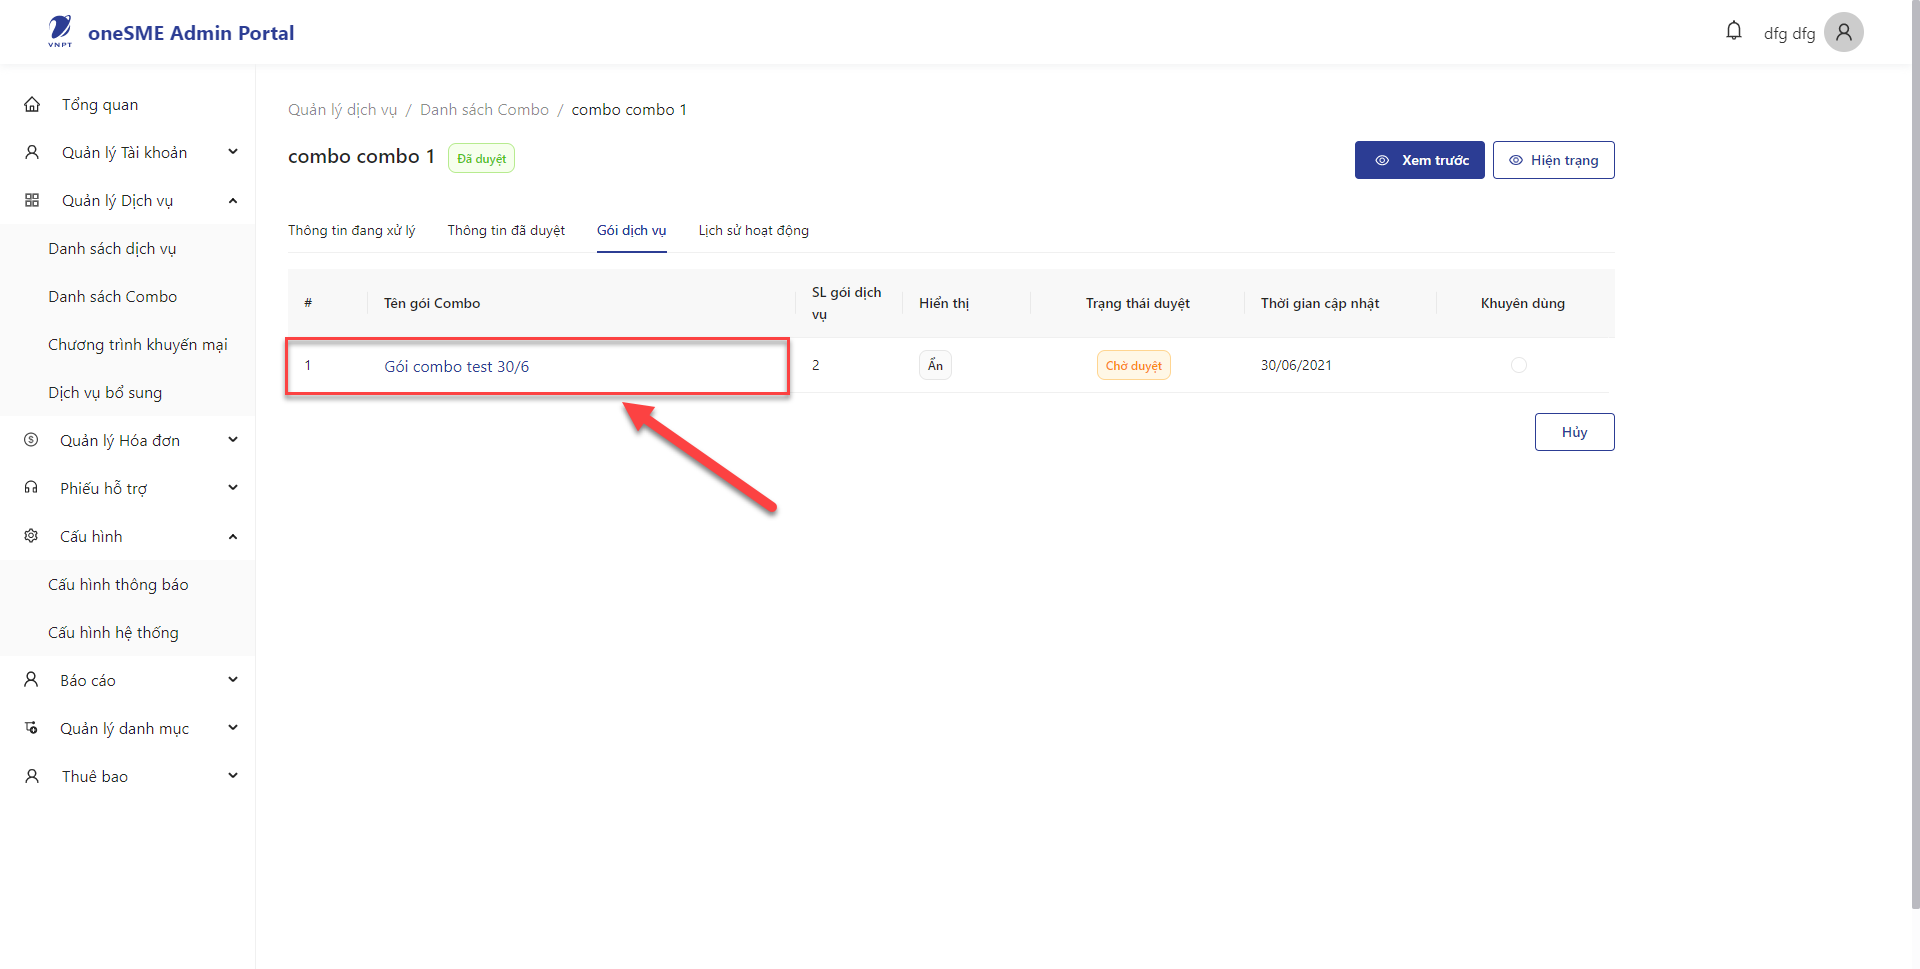 VNPT
oneSME Admin Portal
dfg dfg
Tổng quan
Quản lý Tài khoản
Quản lý Dịch vụ
Danh sách dịch vụ
Danh sách Combo
Chương trình khuyến mại
Dịch vụ bổ sung
Quản lý Hóa đơn
Phiếu hỗ trợ
Cấu hình
Cấu hình thông báo
Cấu hình hệ thống
Báo cáo
Quản lý danh mục
Thuê bao
Quản lý dịch vụ / Danh sách Combo / combo combo 1
combo combo 1 Đã duyệt
Xem trước Hiện trạng
Thông tin đang xử lý Thông tin đã duyệt Gói dịch vụ Lịch sử hoạt động
# Tên gói Combo SL gói dịch vụ Hiển thị Trạng thái duyệt Thời gian cập nhật Khuyên dùng
1 Gói combo test 30/6 2 Ẩn Chờ duyệt 30/06/2021
Hủy